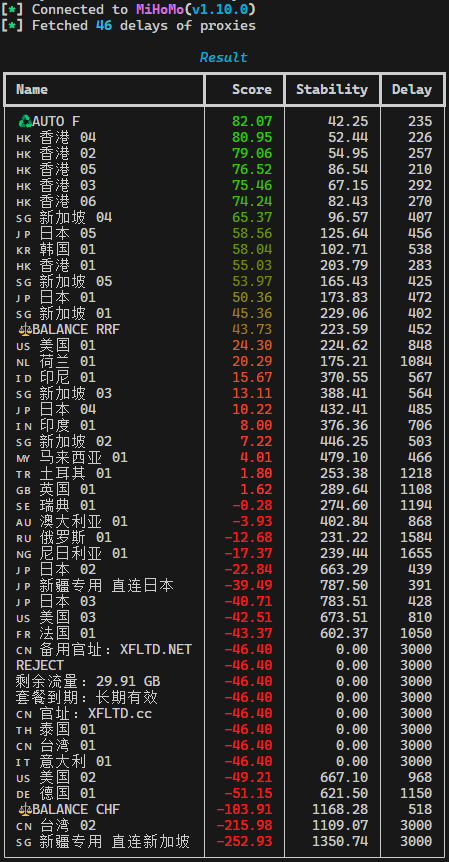 [*] Connected to MiHoMo(v1.10.0)
[*] Fetched 46 delays of proxies
Result
Name Score Stability Delay
♻️AUTO F 82.07 42.25 235
HK 香港 04 80.95 52.44 226
HK 香港 02 79.06 54.95 257
HK 香港 05 76.52 86.54 210
HK 香港 03 75.46 67.15 292
HK 香港 06 74.24 82.43 270
SG 新加坡 04 65.37 96.57 407
JP 日本 05 58.56 125.64 456
KR 韩国 01 58.04 102.71 538
HK 香港 01 55.03 203.79 283
SG 新加坡 05 53.97 165.43 425
JP 日本 01 50.36 173.83 472
SG 新加坡 01 45.36 229.06 402
⚖️BALANCE RRF 43.73 223.59 452
US 美国 01 24.30 224.62 848
NL 荷兰 01 20.29 175.21 1084
ID 印尼 01 15.67 370.55 567
SG 新加坡 03 13.11 388.41 564
JP 日本 04 10.22 432.41 485
IN 印度 01 8.00 376.36 706
SG 新加坡 02 7.22 446.25 503
MY 马来西亚 01 4.01 479.10 466
TR 土耳其 01 1.80 253.38 1218
GB 英国 01 1.62 289.64 1108
SE 瑞典 01 -0.28 274.60 1194
AU 澳大利亚 01 -3.93 402.84 868
RU 俄罗斯 01 -12.68 231.22 1584
NG 尼日利亚 01 -17.37 239.44 1655
JP 日本 02 -22.84 663.29 439
JP 新疆专用 直连日本 -39.49 787.50 391
JP 日本 03 -40.71 783.51 428
US 美国 03 -42.51 673.51 810
FR 法国 01 -43.37 602.37 1050
CN 备用官址：XFLTD.NET -46.40 0.00 3000
REJECT -46.40 0.00 3000
剩余流量：29.91 GB -46.40 0.00 3000
套餐到期：长期有效 -46.40 0.00 3000
CN 官址：XFLTD.cc -46.40 0.00 3000
TH 泰国 01 -46.40 0.00 3000
CN 台湾 01 -46.40 0.00 3000
IT 意大利 01 -46.40 0.00 3000
US 美国 02 -49.21 667.10 968
DE 德国 01 -51.15 621.50 1150
⚖️BALANCE CHF -103.91 1168.28 518
CN 台湾 02 -215.98 1109.07 3000
SG 新疆专用 直连新加坡 -252.93 1350.74 3000